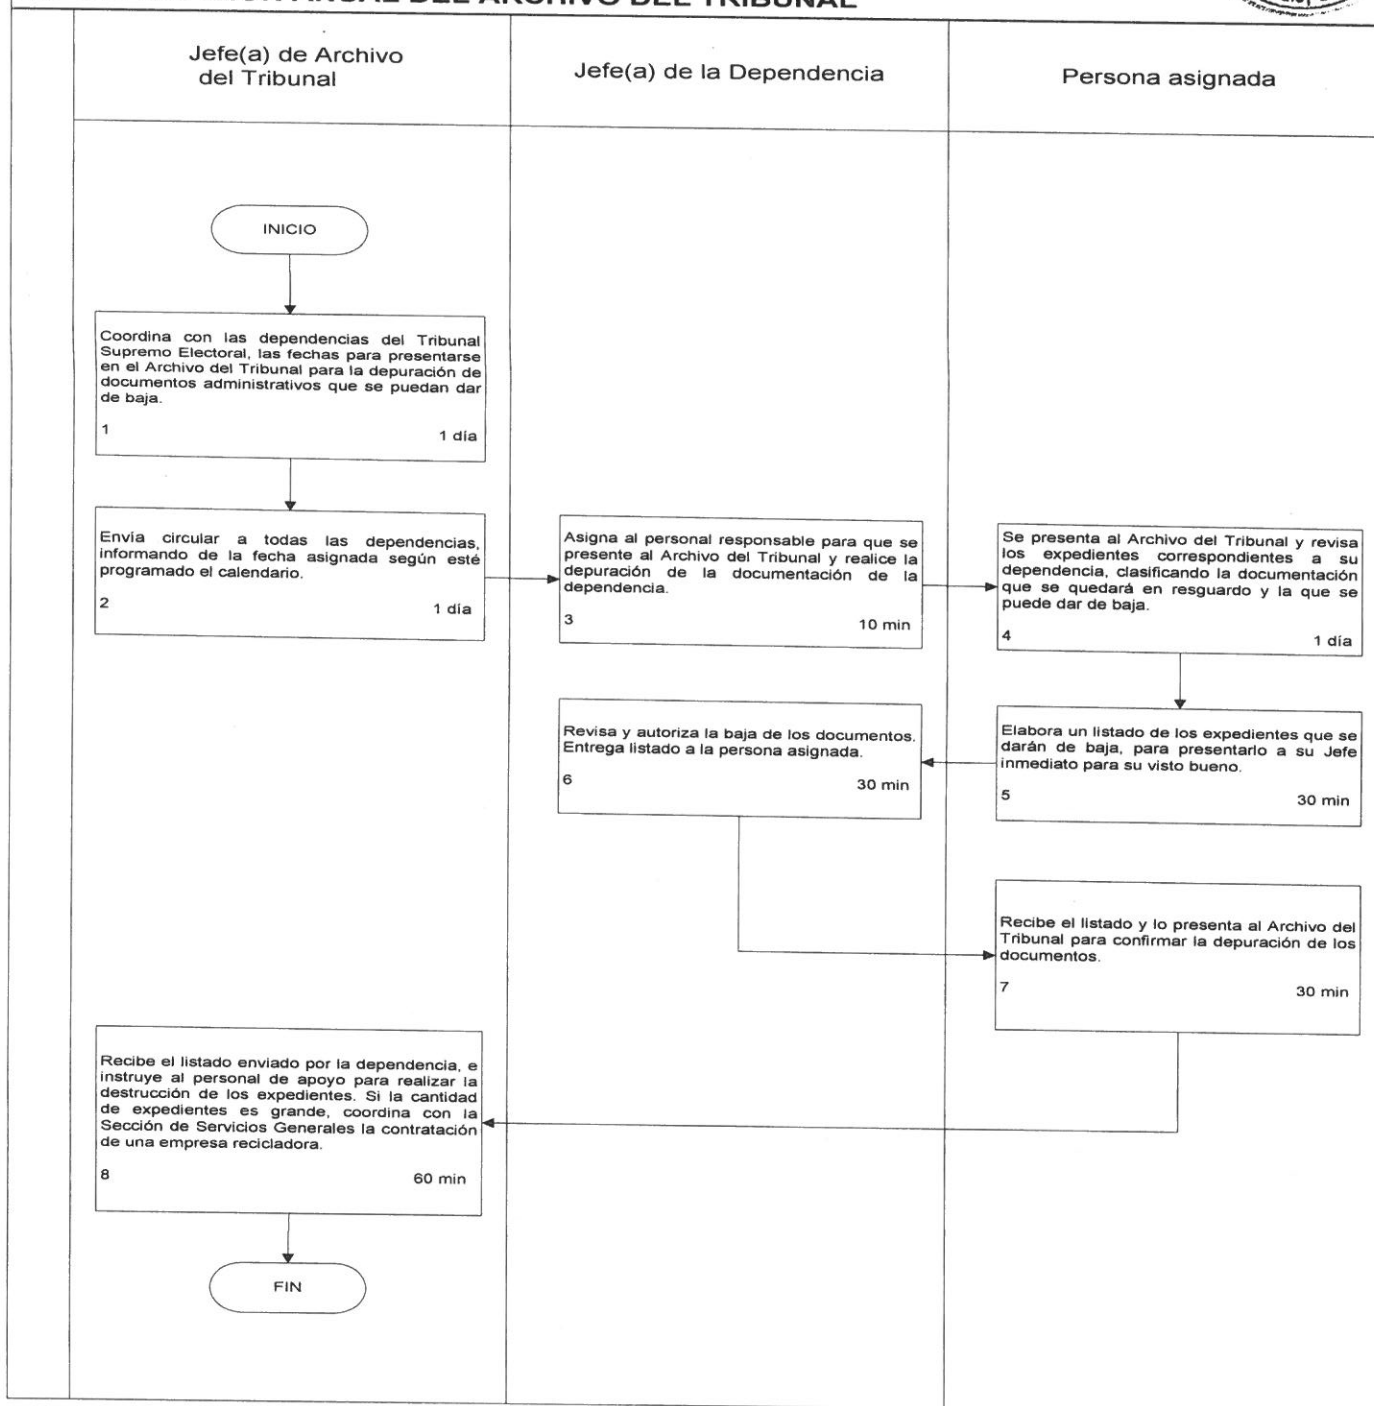 ANUAL DEL ARCHIVO DEL TRIBUNAL
Jefe(a) de Archivo
del Tribunal
Jefe(a) de la Dependencia
Persona asignada
INICIO
Coordina con las dependencias del Tribunal
Supremo Electoral, las fechas para presentarse
en el Archivo del Tribunal para la depuración de
documentos administrativos que se puedan dar
de baja.
1 1 día
Envía circular a todas las dependencias,
informando de la fecha asignada según esté
programado el calendario.
2 1 día
Asigna al personal responsable para que se
presente al Archivo del Tribunal y realice la
depuración de la documentación de la
dependencia.
3 10 min
Se presenta al Archivo del Tribunal y revisa
los expedientes correspondientes a su
dependencia, clasificando la documentación
que se quedará en resguardo y la que se
puede dar de baja.
4 1 día
Elabora un listado de los expedientes que se
darán de baja, para presentarlo a su Jefe
inmediato para su visto bueno.
5 30 min
Revisa y autoriza la baja de los documentos.
Entrega listado a la persona asignada.
6 30 min
Recibe el listado y lo presenta al Archivo del
Tribunal para confirmar la depuración de los
documentos.
7 30 min
Recibe el listado enviado por la dependencia, e
instruye al personal de apoyo para realizar la
destrucción de los expedientes. Si la cantidad
de expedientes es grande, coordina con la
Sección de Servicios Generales la contratación
de una empresa recicladora.
8 60 min
FIN